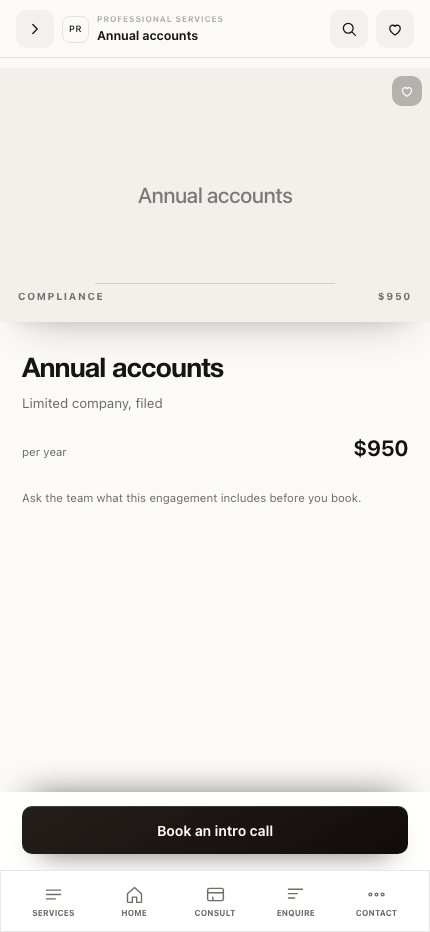 PROFESSIONAL SERVICES
PR
Annual accounts
Annual accounts
COMPLIANCE
$950
Annual accounts
Limited company, filed
per year
$950
Ask the team what this engagement includes before you book.
Book an intro call
SERVICES
HOME
CONSULT
ENQUIRE
CONTACT